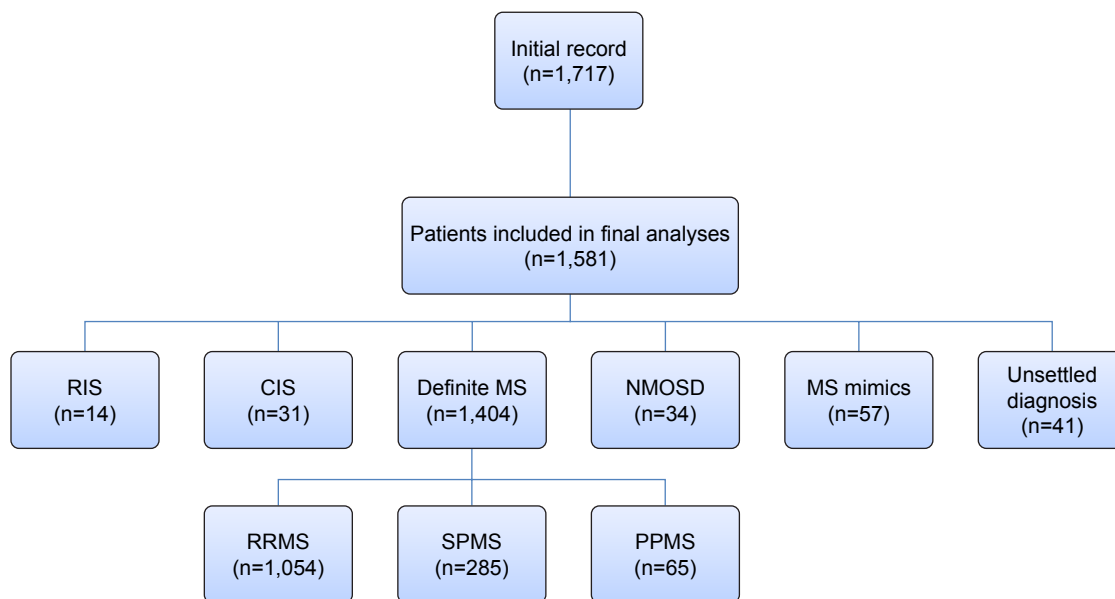 Initial record
(n=1,717)
Patients included in final analyses
(n=1,581)
RIS
(n=14)
CIS
(n=31)
Definite MS
(n=1,404)
NMOSD
(n=34)
MS mimics
(n=57)
Unsettled
diagnosis
(n=41)
RRMS
(n=1,054)
SPMS
(n=285)
PPMS
(n=65)